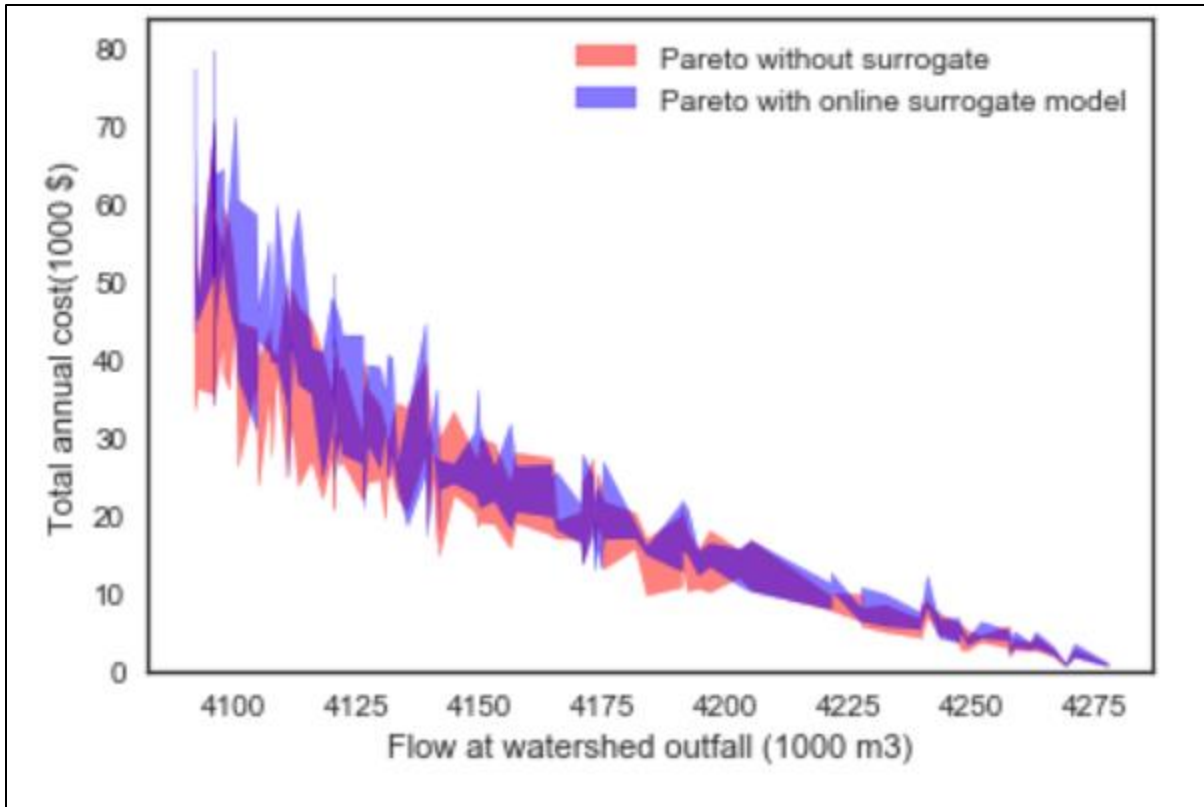 Pareto without surrogate
Pareto with online surrogate model
Total annual cost(1000 $)
80
70
60
50
40
30
20
10
0
4100 4125 4150 4175 4200 4225 4250 4275
Flow at watershed outfall (1000 m3)